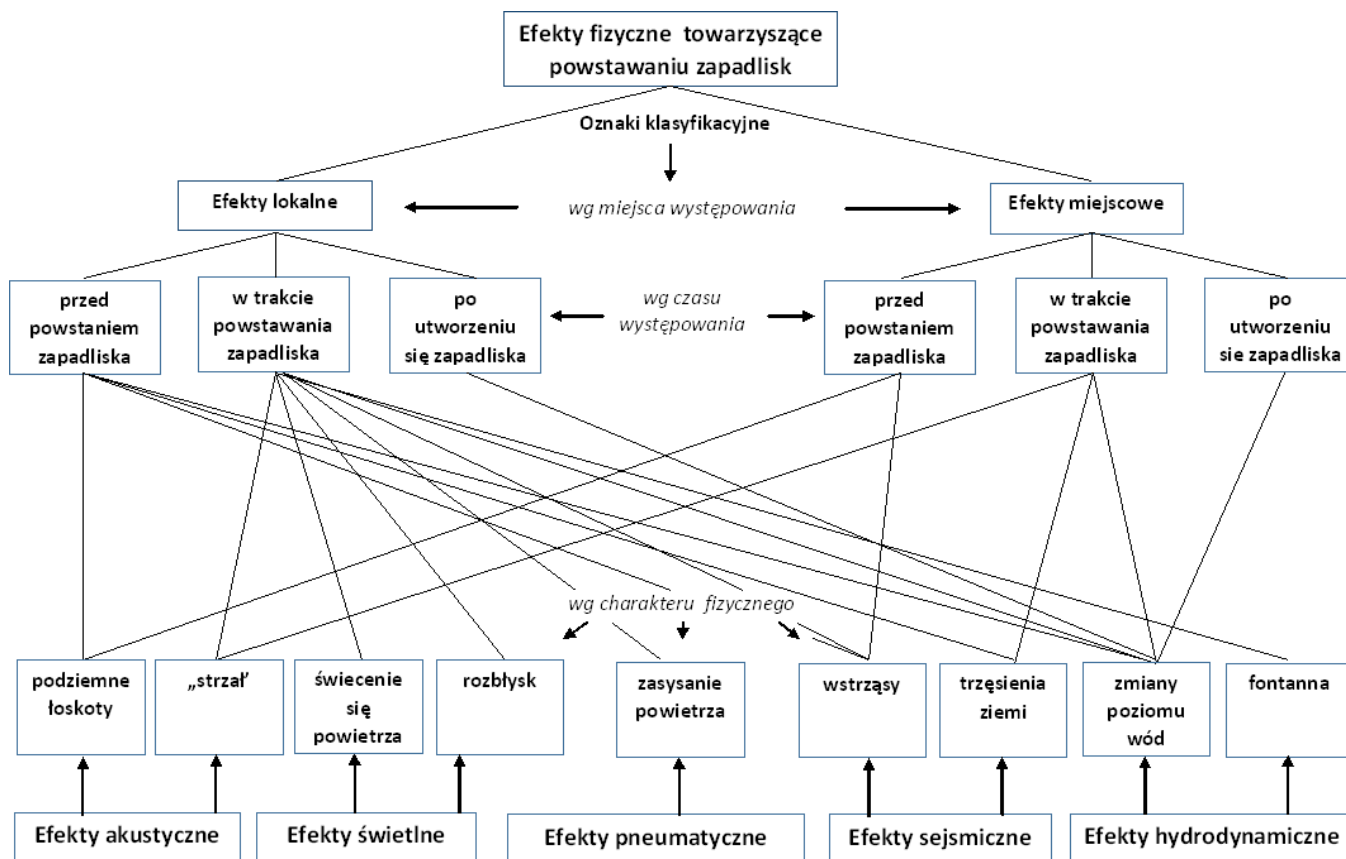 Efekty fizyczne towarzyszące
powstawaniu zapadlisk
Oznaki klasyfikacyjne
Efekty lokalne
wg miejsca występowania
Efekty miejscowe
przed
powstaniem
zapadliska
w trakcie
powstawania
zapadliska
po
utworzeniu
się zapadliska
wg czasu
występowania
przed
powstaniem
zapadliska
w trakcie
powstawania
zapadliska
po
utworzeniu
sie zapadliska
wg charakteru fizycznego
podziemne
łoskoty
„strzał’
świecenie
się
powietrza
rozbłysk
zasysanie
powietrza
wstrząsy
trzęsienia
ziemi
zmiany
poziomu
wód
fontanna
Efekty akustyczne
Efekty świetlne
Efekty pneumatyczne
Efekty sejsmiczne
Efekty hydrodynamiczne